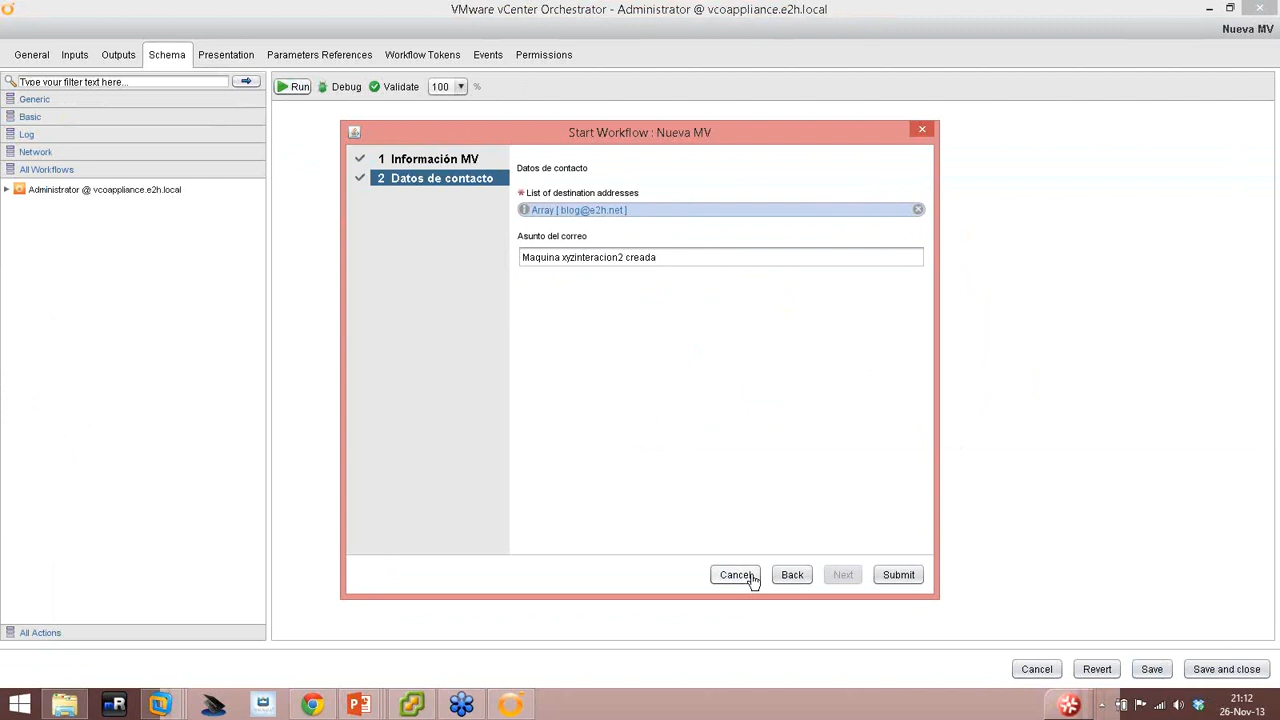 VMware vCenter Orchestrator - Administrator @ vcoappliance.e2h.local
Nueva MV
General Inputs Outputs Schema Presentation Parameters References Workflow Tokens Events Permissions
Type your filter text here...
Run Debug Validate 100 %
Generic
Basic
Log
Network
All Workflows
Administrator @ vcoappliance.e2h.local
Start Workflow : Nueva MV
1 Información MV
2 Datos de contacto
Datos de contacto
* List of destination addresses
Array [ blog@e2h.net ]
Asunto del correo
Maquina xyzinteracion2 creada
Cancel Back Next Submit
All Actions
Cancel Revert Save Save and close
21:12
26-Nov-13